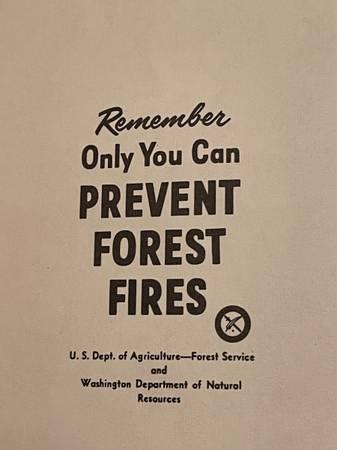 Remember
Only You Can
PREVENT
FOREST
FIRES
U. S. Dept. of Agriculture—Forest Service
and
Washington Department of Natural
Resources